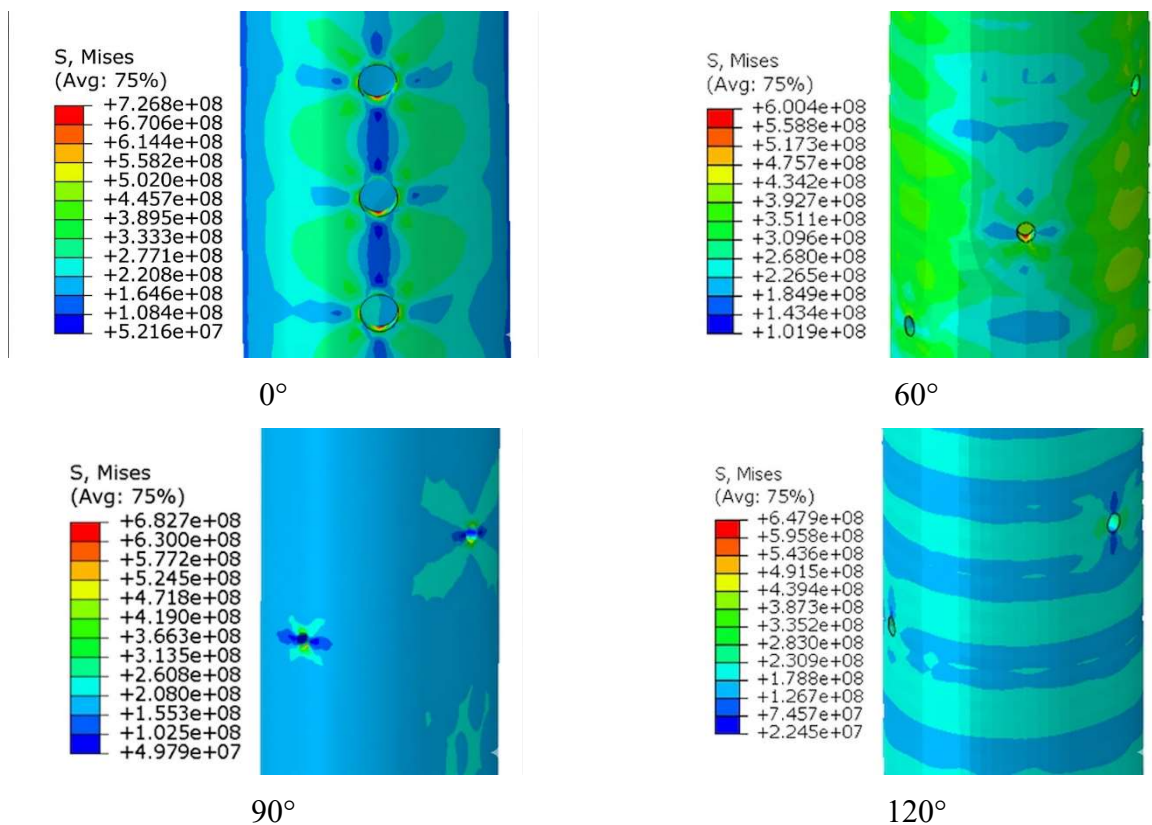 S, Mises
(Avg: 75%)
+7.268e+08
+6.706e+08
+6.144e+08
+5.582e+08
+5.020e+08
+4.457e+08
+3.895e+08
+3.333e+08
+2.771e+08
+2.208e+08
+1.646e+08
+1.084e+08
+5.216e+07
0°
S, Mises
(Avg: 75%)
+6.004e+08
+5.588e+08
+5.173e+08
+4.757e+08
+4.342e+08
+3.927e+08
+3.511e+08
+3.096e+08
+2.680e+08
+2.265e+08
+1.849e+08
+1.434e+08
+1.019e+08
60°
S, Mises
(Avg: 75%)
+6.827e+08
+6.300e+08
+5.772e+08
+5.245e+08
+4.718e+08
+4.190e+08
+3.663e+08
+3.135e+08
+2.608e+08
+2.080e+08
+1.553e+08
+1.025e+08
+4.979e+07
90°
S, Mises
(Avg: 75%)
+6.479e+08
+5.958e+08
+5.436e+08
+4.915e+08
+4.394e+08
+3.873e+08
+3.352e+08
+2.830e+08
+2.309e+08
+1.788e+08
+1.267e+08
+7.457e+07
+2.245e+07
120°